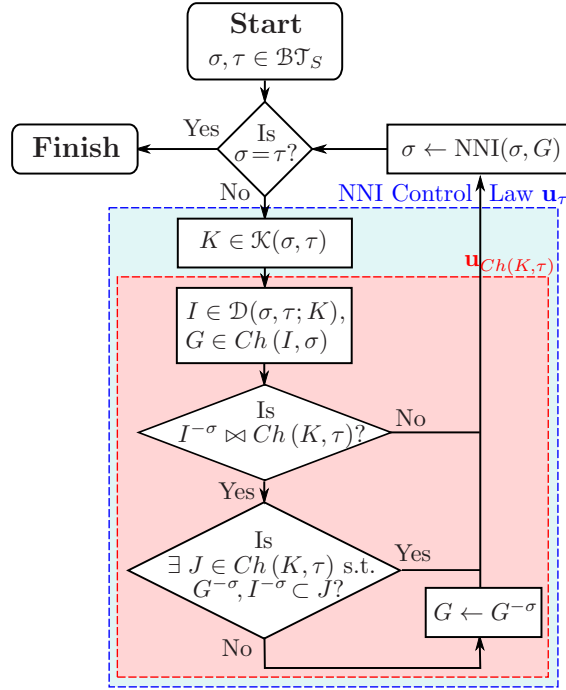 Start
σ, τ ∈ ℬ𝒯_S
Yes
Finish
Is
σ = τ?
σ ← NNI(σ, G)
No
NNI Control Law u_τ
K ∈ 𝒦(σ, τ)
u_{Ch(K,τ)}
I ∈ 𝒟(σ, τ; K),
G ∈ Ch (I, σ)
Is
I^{-σ} ⋈ Ch (K, τ)?
No
Yes
Is
∃ J ∈ Ch (K, τ) s.t.
G^{-σ}, I^{-σ} ⊂ J?
Yes
G ← G^{-σ}
No